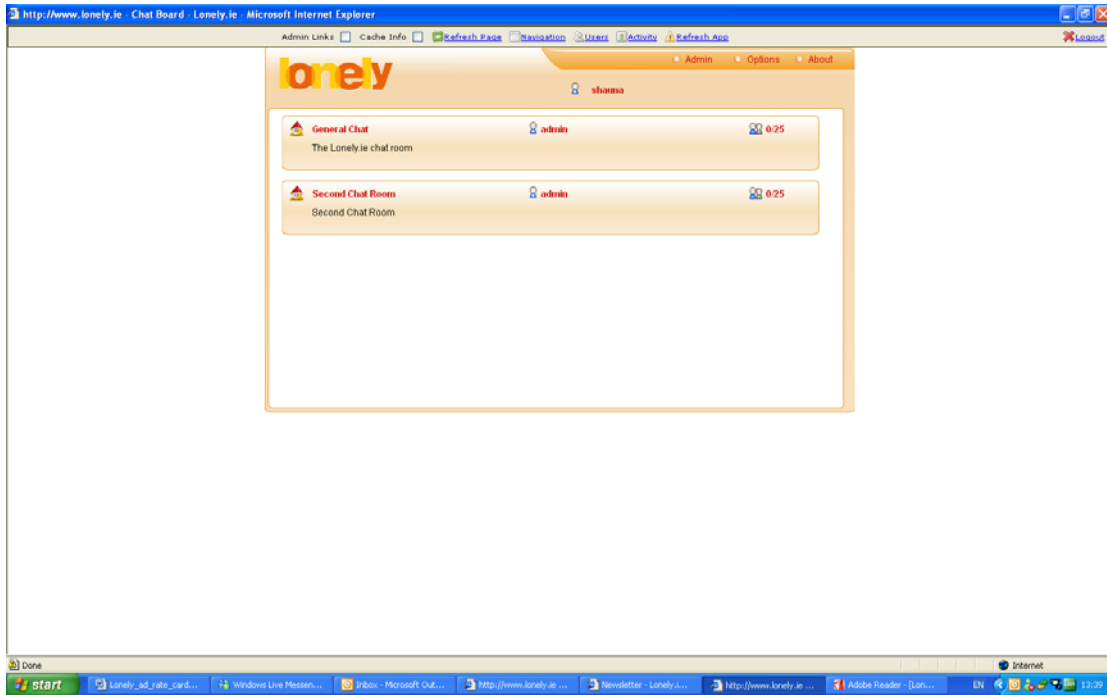 http://www.lonely.ie - Chat Board - Lonely.ie - Microsoft Internet Explorer
Admin Links Cache Info Refresh Page Navigation Users Activity Refresh App Logout
lonely
Admin Options About
shauna
General Chat admin 0/25
The Lonely.ie chat room
Second Chat Room admin 0/25
Second Chat Room
Done Internet
start Lonely_ad_rate_card... Windows Live Messen... Inbox - Microsoft Out... http://www.lonely.ie ... Newsletter - Lonely.i... http://www.lonely.ie ... Adobe Reader - [Lon... EN 13:39